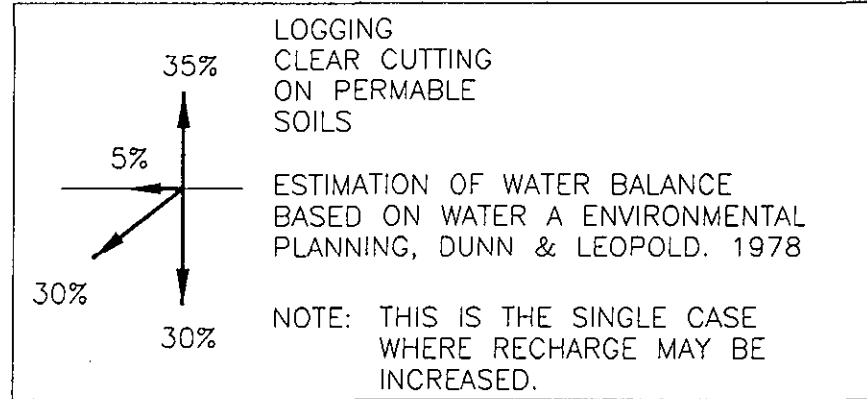 LOGGING
CLEAR CUTTING
ON PERMABLE
SOILS
35%
5%
30%
30%
ESTIMATION OF WATER BALANCE
BASED ON WATER A ENVIRONMENTAL
PLANNING, DUNN & LEOPOLD. 1978
NOTE: THIS IS THE SINGLE CASE
WHERE RECHARGE MAY BE
INCREASED.